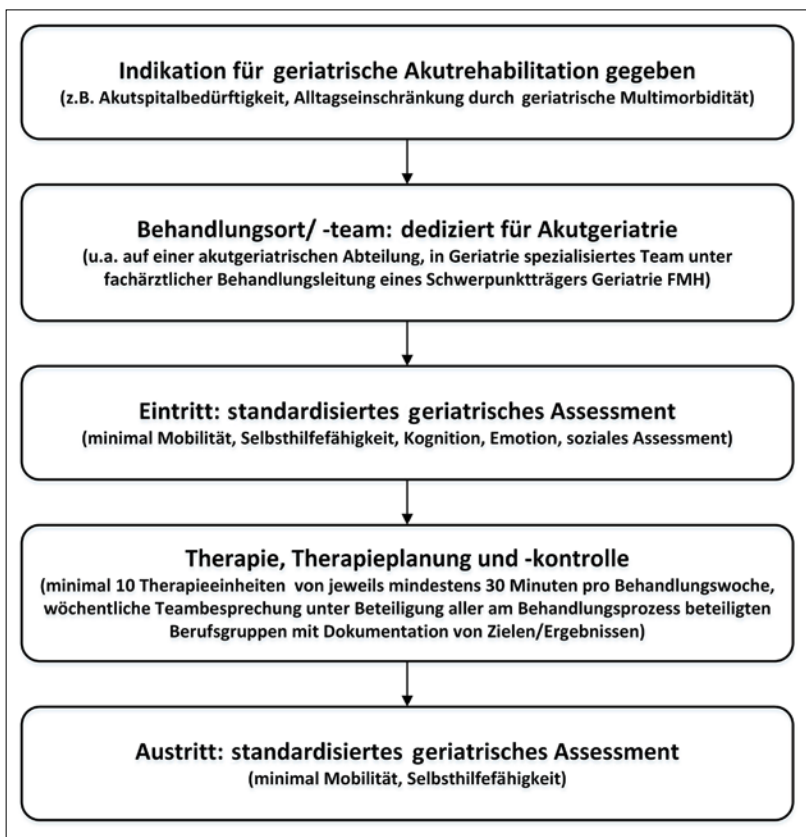 Indikation für geriatrische Akutrehabilitation gegeben
(z.B. Akutspitalbedürftigkeit, Alltagseinschränkung durch geriatrische Multimorbidität)
Behandlungsort/ -team: dediziert für Akutgeriatrie
(u.a. auf einer akutgeriatrischen Abteilung, in Geriatrie spezialisiertes Team unter
fachärztlicher Behandlungsleitung eines Schwerpunktträgers Geriatrie FMH)
Eintritt: standardisiertes geriatrisches Assessment
(minimal Mobilität, Selbsthilfefähigkeit, Kognition, Emotion, soziales Assessment)
Therapie, Therapieplanung und -kontrolle
(minimal 10 Therapieeinheiten von jeweils mindestens 30 Minuten pro Behandlungswoche,
wöchentliche Teambesprechung unter Beteiligung aller am Behandlungsprozess beteiligten
Berufsgruppen mit Dokumentation von Zielen/Ergebnissen)
Austritt: standardisiertes geriatrisches Assessment
(minimal Mobilität, Selbsthilfefähigkeit)